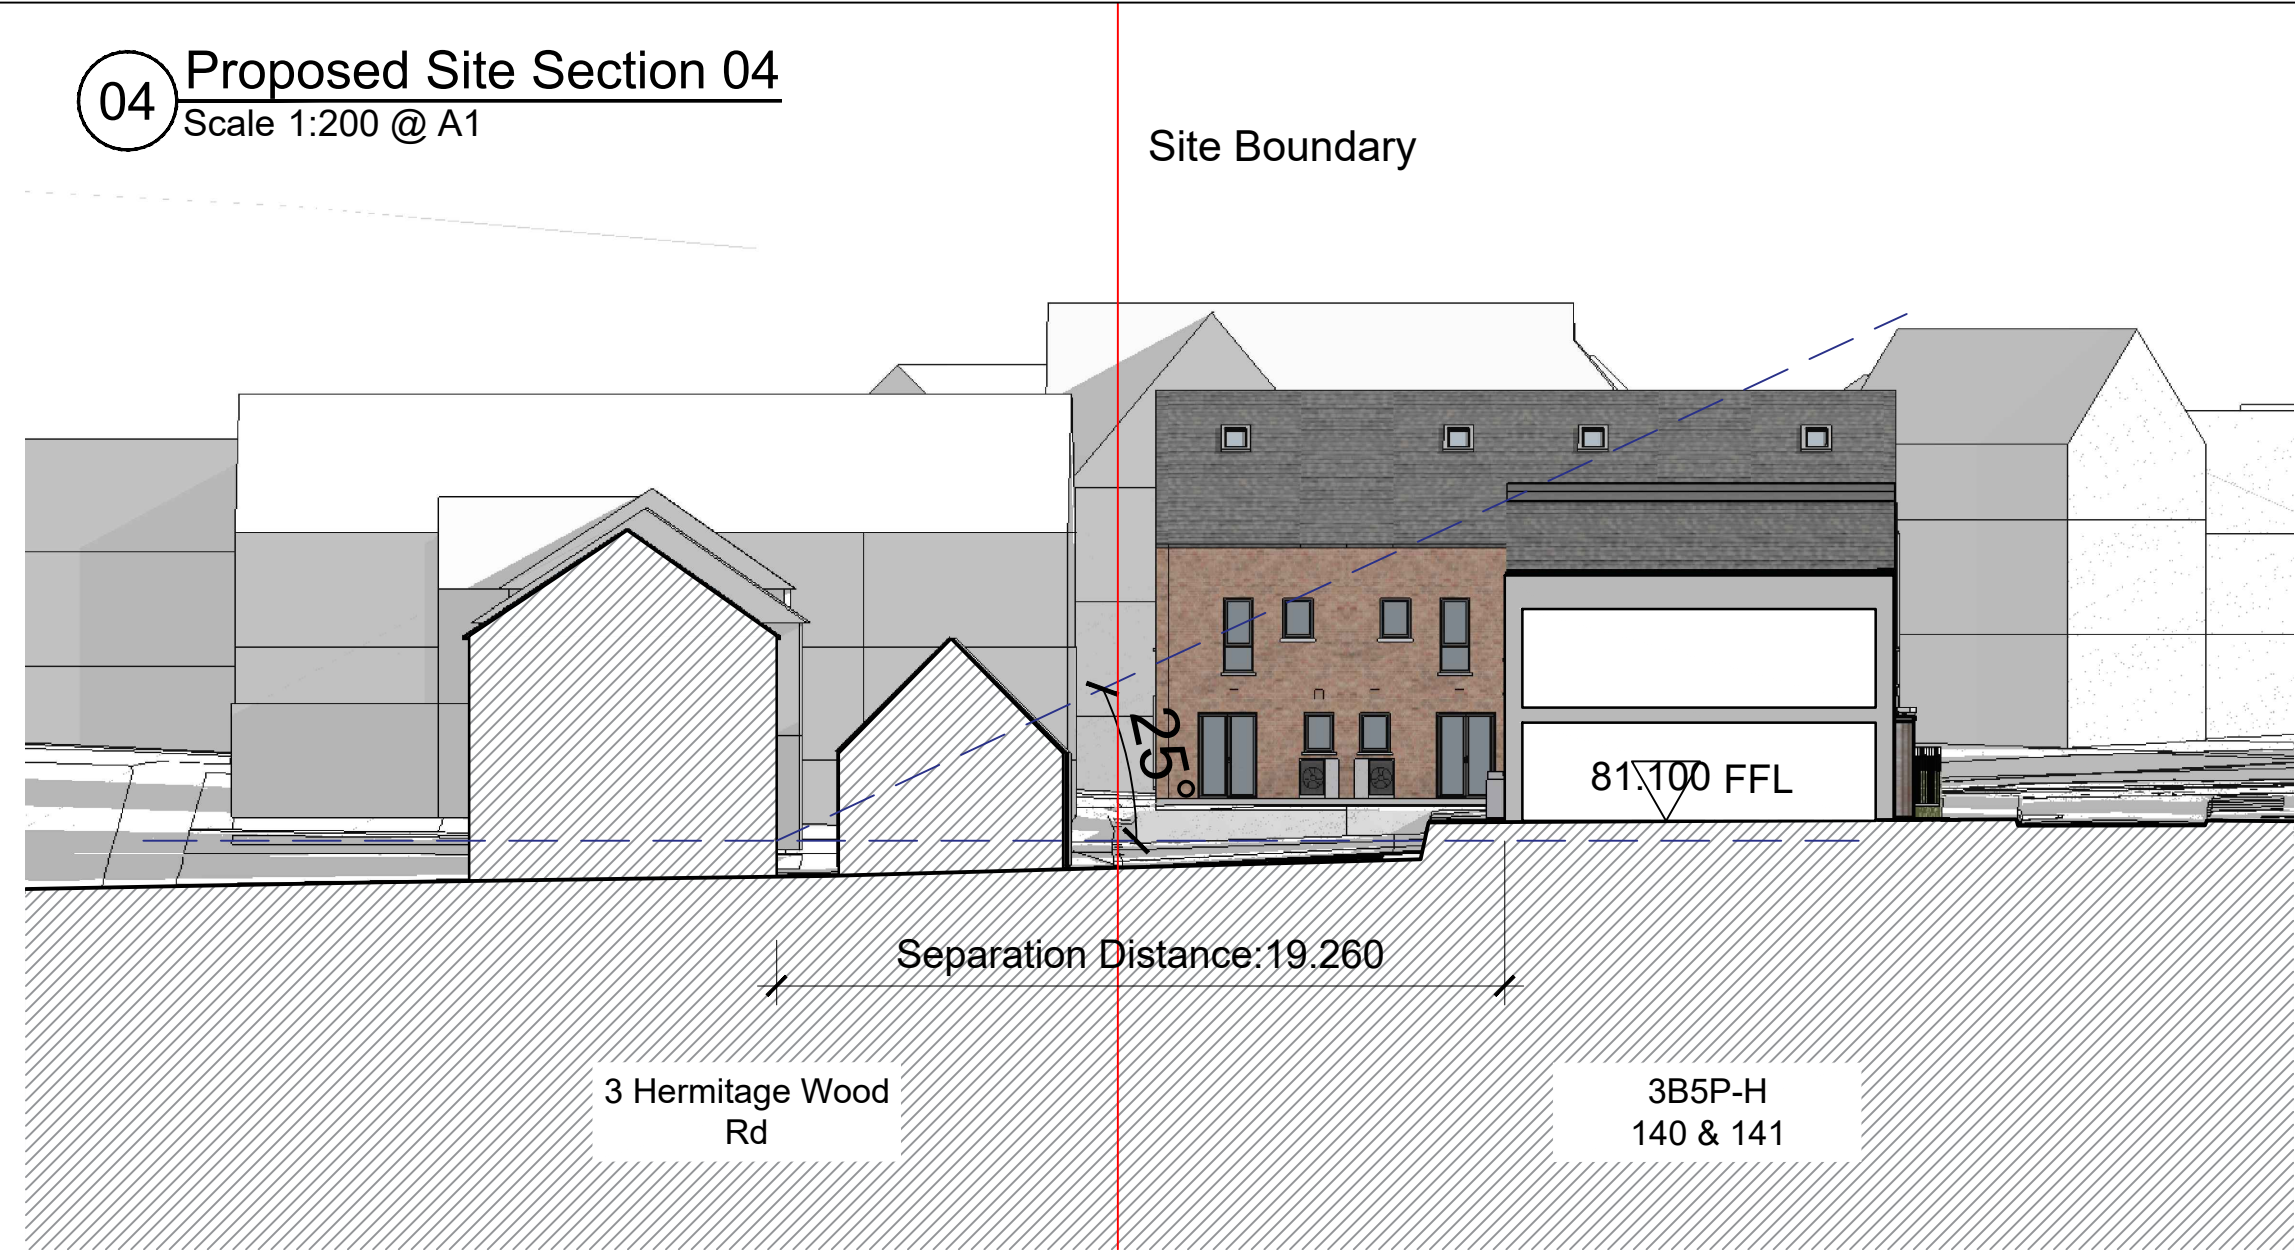 04
Proposed Site Section 04
Scale 1:200 @ A1
Site Boundary
25°
81.100 FFL
Separation Distance:19.260
3 Hermitage Wood
Rd
3B5P-H
140 & 141